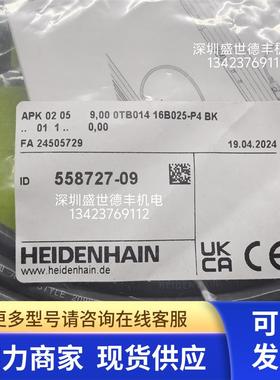 深圳盛世德丰机电
13423769112
APK 02 05 9,00 0TB014 16B025-P4 BK
.. 01 1 .. 0,00
FA 24505729 19.04.2024
ID 558727-09
深圳盛世德丰机电
13423769112
HEIDENHAIN
www.heidenhain.de
UK
CA
CE
更多型号请咨询在线客服
力商家 现货供应